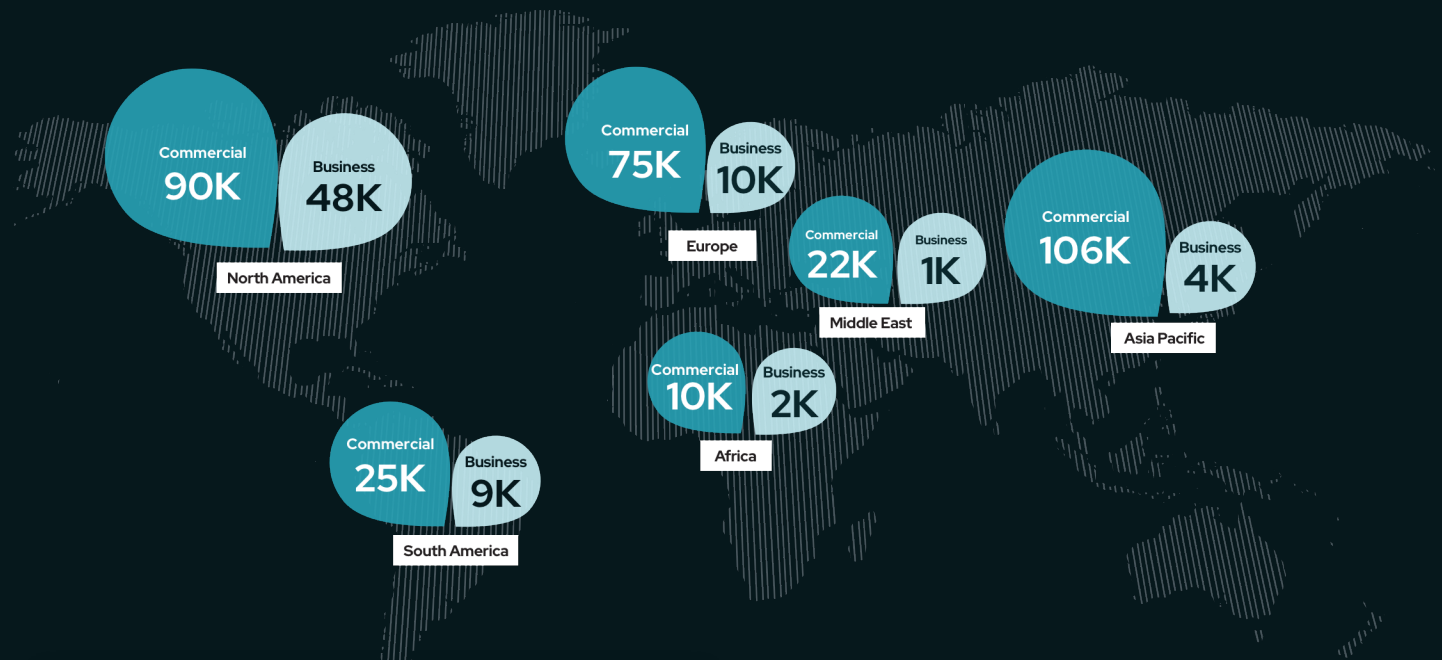 Commercial
90K
Business
48K
North America
Commercial
75K
Business
10K
Europe
Commercial
22K
Business
1K
Middle East
Commercial
106K
Business
4K
Asia Pacific
Commercial
10K
Business
2K
Africa
Commercial
25K
Business
9K
South America